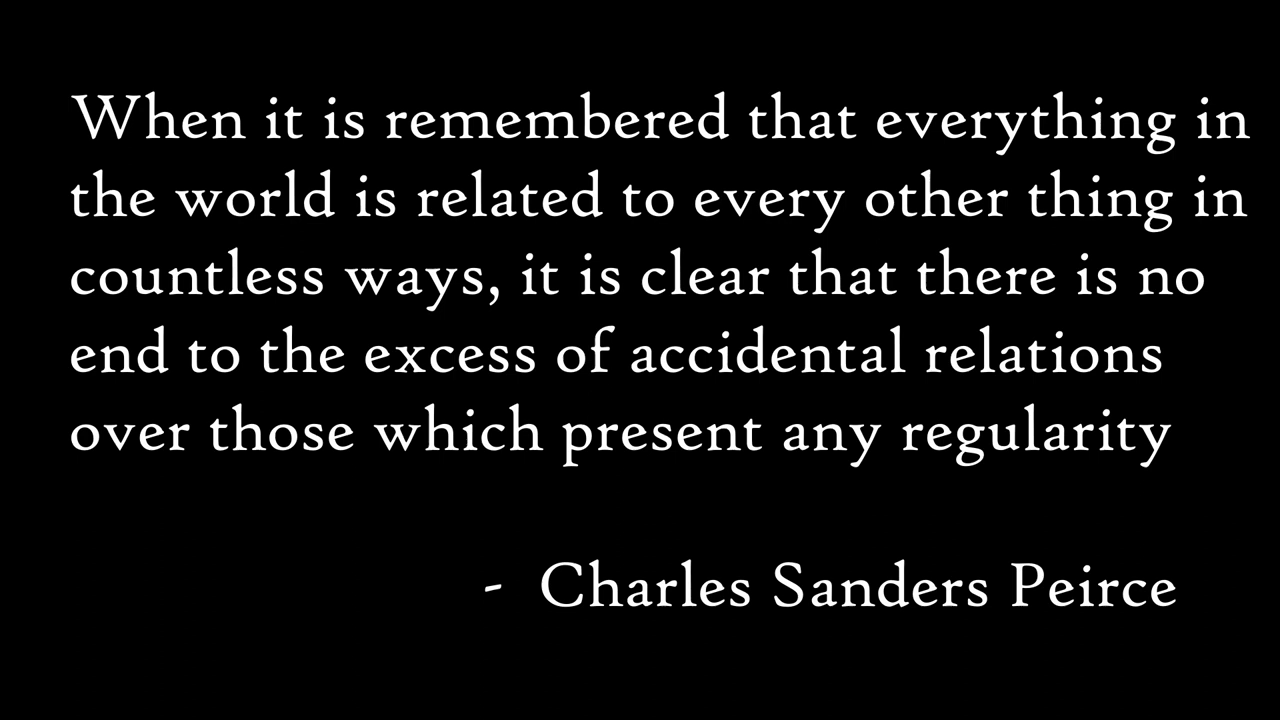 When it is remembered that everything in
the world is related to every other thing in
countless ways, it is clear that there is no
end to the excess of accidental relations
over those which present any regularity
- Charles Sanders Peirce